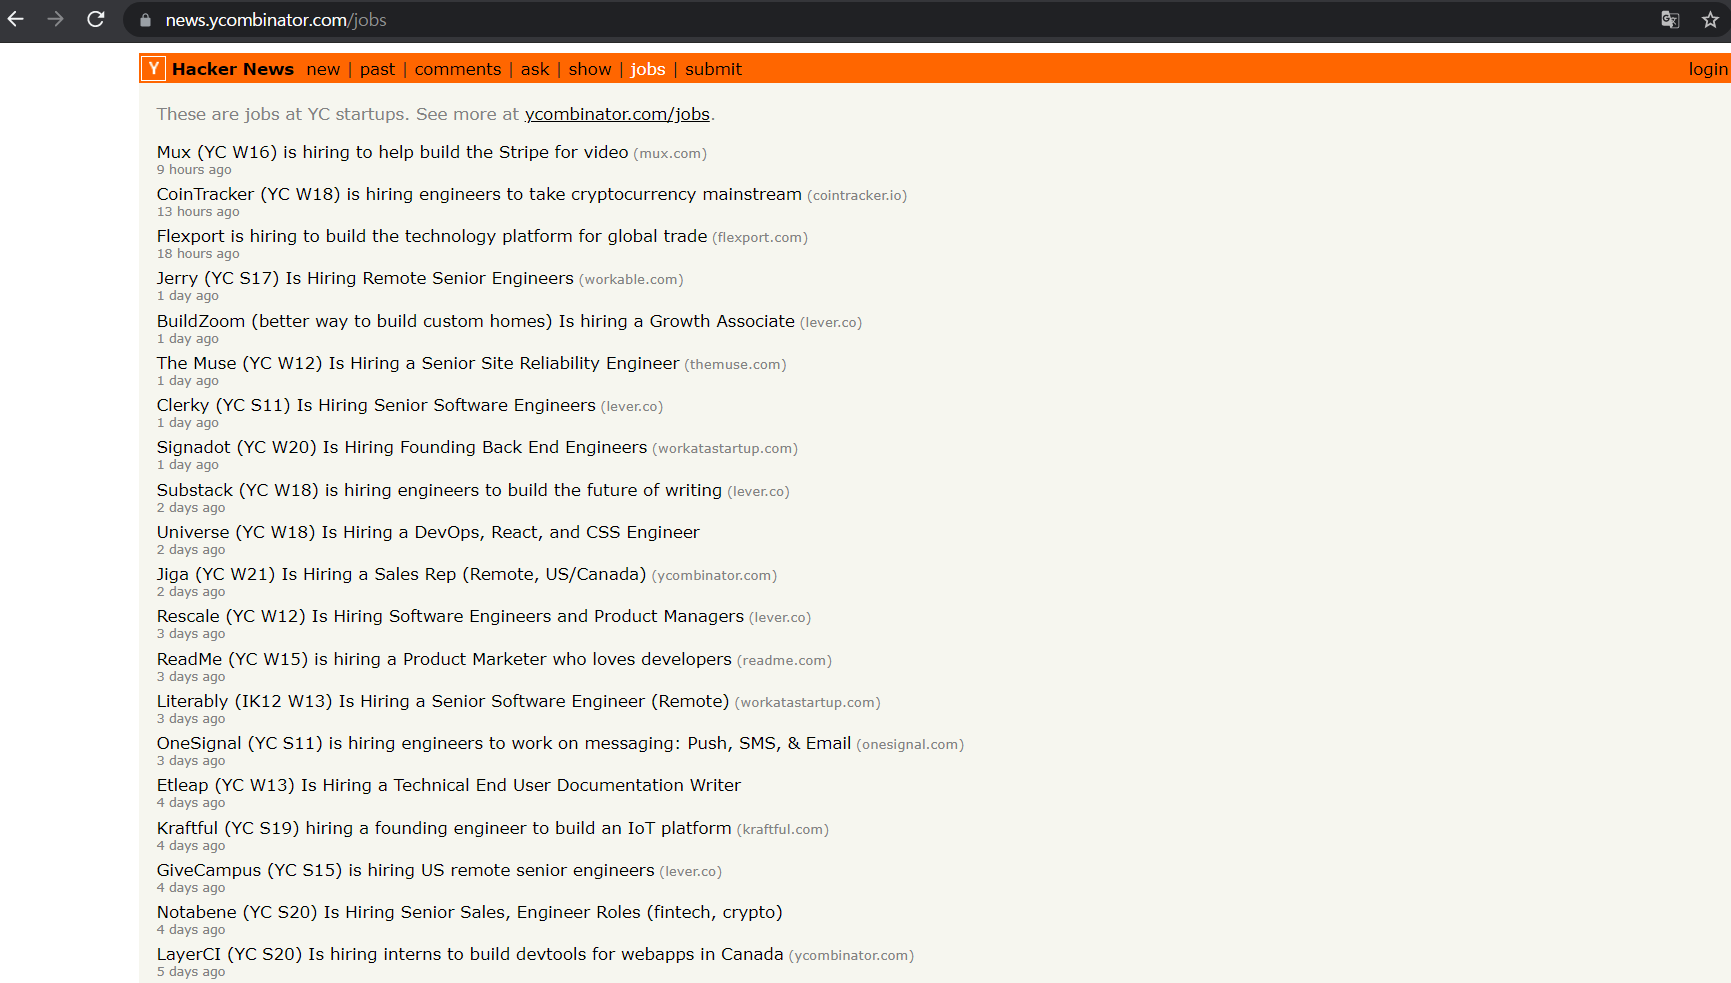 news.ycombinator.com/jobs
Y Hacker News new | past | comments | ask | show | jobs | submit login
These are jobs at YC startups. See more at ycombinator.com/jobs.
Mux (YC W16) is hiring to help build the Stripe for video (mux.com)
9 hours ago
CoinTracker (YC W18) is hiring engineers to take cryptocurrency mainstream (cointracker.io)
13 hours ago
Flexport is hiring to build the technology platform for global trade (flexport.com)
18 hours ago
Jerry (YC S17) Is Hiring Remote Senior Engineers (workable.com)
1 day ago
BuildZoom (better way to build custom homes) Is hiring a Growth Associate (lever.co)
1 day ago
The Muse (YC W12) Is Hiring a Senior Site Reliability Engineer (themuse.com)
1 day ago
Clerky (YC S11) Is Hiring Senior Software Engineers (lever.co)
1 day ago
Signadot (YC W20) Is Hiring Founding Back End Engineers (workatastartup.com)
1 day ago
Substack (YC W18) is hiring engineers to build the future of writing (lever.co)
2 days ago
Universe (YC W18) Is Hiring a DevOps, React, and CSS Engineer
2 days ago
Jiga (YC W21) Is Hiring a Sales Rep (Remote, US/Canada) (ycombinator.com)
2 days ago
Rescale (YC W12) Is Hiring Software Engineers and Product Managers (lever.co)
3 days ago
ReadMe (YC W15) is hiring a Product Marketer who loves developers (readme.com)
3 days ago
Literably (IK12 W13) Is Hiring a Senior Software Engineer (Remote) (workatastartup.com)
3 days ago
OneSignal (YC S11) is hiring engineers to work on messaging: Push, SMS, & Email (onesignal.com)
3 days ago
Etleap (YC W13) Is Hiring a Technical End User Documentation Writer
4 days ago
Kraftful (YC S19) hiring a founding engineer to build an IoT platform (kraftful.com)
4 days ago
GiveCampus (YC S15) is hiring US remote senior engineers (lever.co)
4 days ago
Notabene (YC S20) Is Hiring Senior Sales, Engineer Roles (fintech, crypto)
4 days ago
LayerCI (YC S20) Is hiring interns to build devtools for webapps in Canada (ycombinator.com)
5 days ago